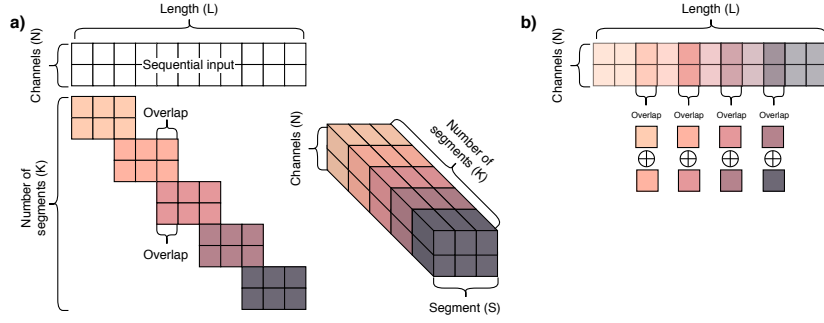 a)
Length (L)
Channels (N)
Sequential input
Overlap
Number of
segments (K)
Overlap
Channels (N)
Number of
segments (K)
Segment (S)
b)
Length (L)
Channels (N)
Overlap Overlap Overlap Overlap